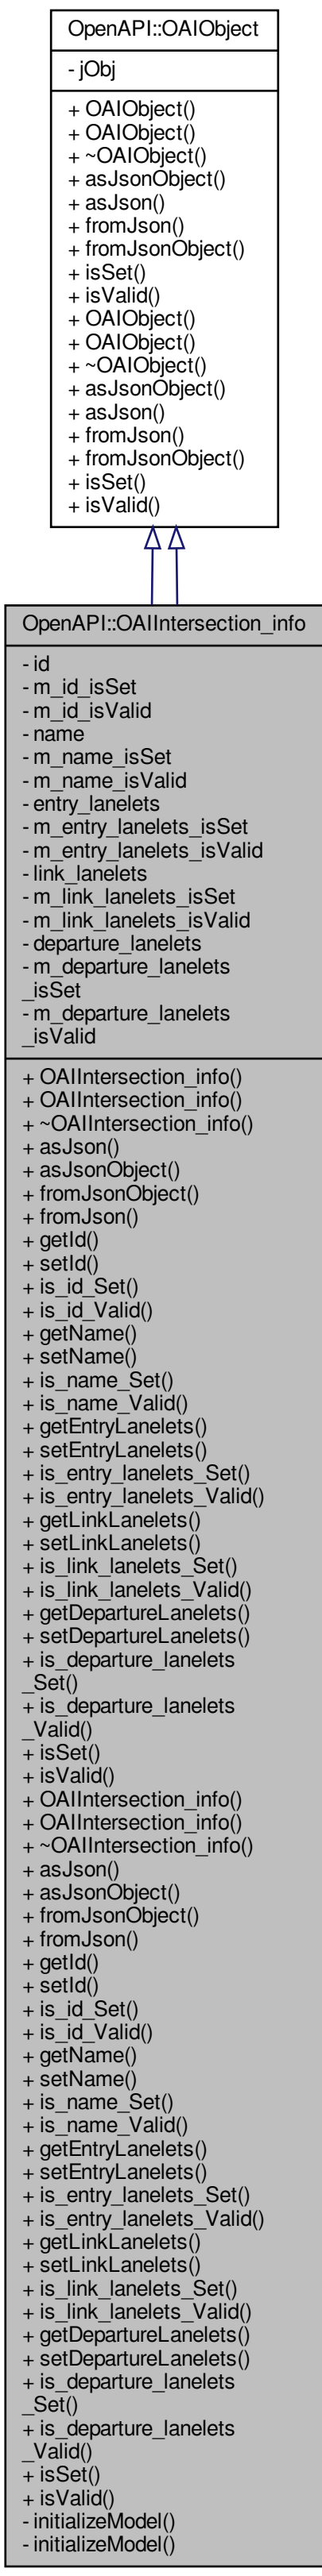 OpenAPI::OAIObject
- jObj
+ OAIObject()
+ OAIObject()
+ ~OAIObject()
+ asJsonObject()
+ asJson()
+ fromJson()
+ fromJsonObject()
+ isSet()
+ isValid()
+ OAIObject()
+ OAIObject()
+ ~OAIObject()
+ asJsonObject()
+ asJson()
+ fromJson()
+ fromJsonObject()
+ isSet()
+ isValid()
OpenAPI::OAIIntersection_info
- id
- m_id_isSet
- m_id_isValid
- name
- m_name_isSet
- m_name_isValid
- entry_lanelets
- m_entry_lanelets_isSet
- m_entry_lanelets_isValid
- link_lanelets
- m_link_lanelets_isSet
- m_link_lanelets_isValid
- departure_lanelets
- m_departure_lanelets
_isSet
- m_departure_lanelets
_isValid
+ OAIIntersection_info()
+ OAIIntersection_info()
+ ~OAIIntersection_info()
+ asJson()
+ asJsonObject()
+ fromJsonObject()
+ fromJson()
+ getId()
+ setId()
+ is_id_Set()
+ is_id_Valid()
+ getName()
+ setName()
+ is_name_Set()
+ is_name_Valid()
+ getEntryLanelets()
+ setEntryLanelets()
+ is_entry_lanelets_Set()
+ is_entry_lanelets_Valid()
+ getLinkLanelets()
+ setLinkLanelets()
+ is_link_lanelets_Set()
+ is_link_lanelets_Valid()
+ getDepartureLanelets()
+ setDepartureLanelets()
+ is_departure_lanelets
_Set()
+ is_departure_lanelets
_Valid()
+ isSet()
+ isValid()
+ OAIIntersection_info()
+ OAIIntersection_info()
+ ~OAIIntersection_info()
+ asJson()
+ asJsonObject()
+ fromJsonObject()
+ fromJson()
+ getId()
+ setId()
+ is_id_Set()
+ is_id_Valid()
+ getName()
+ setName()
+ is_name_Set()
+ is_name_Valid()
+ getEntryLanelets()
+ setEntryLanelets()
+ is_entry_lanelets_Set()
+ is_entry_lanelets_Valid()
+ getLinkLanelets()
+ setLinkLanelets()
+ is_link_lanelets_Set()
+ is_link_lanelets_Valid()
+ getDepartureLanelets()
+ setDepartureLanelets()
+ is_departure_lanelets
_Set()
+ is_departure_lanelets
_Valid()
+ isSet()
+ isValid()
- initializeModel()
- initializeModel()